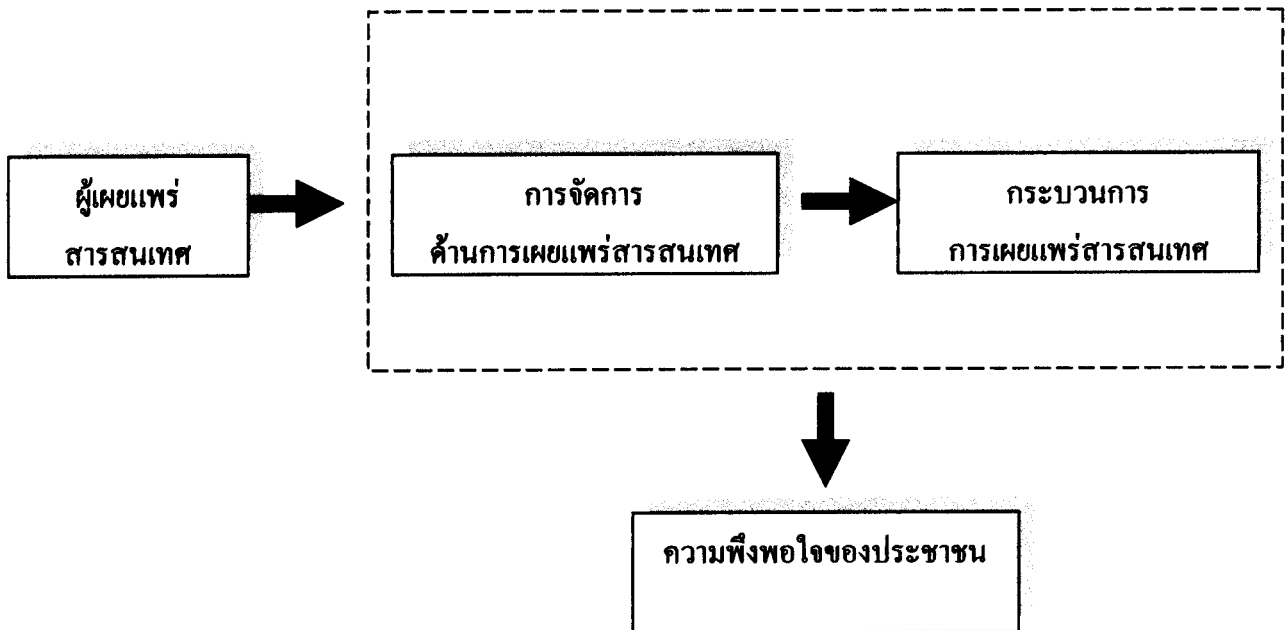 ผู้เผยแพร่
สารสนเทศ
การจัดการ
ด้านการเผยแพร่สารสนเทศ
กระบวนการ
การเผยแพร่สารสนเทศ
ความพึงพอใจของประชาชน